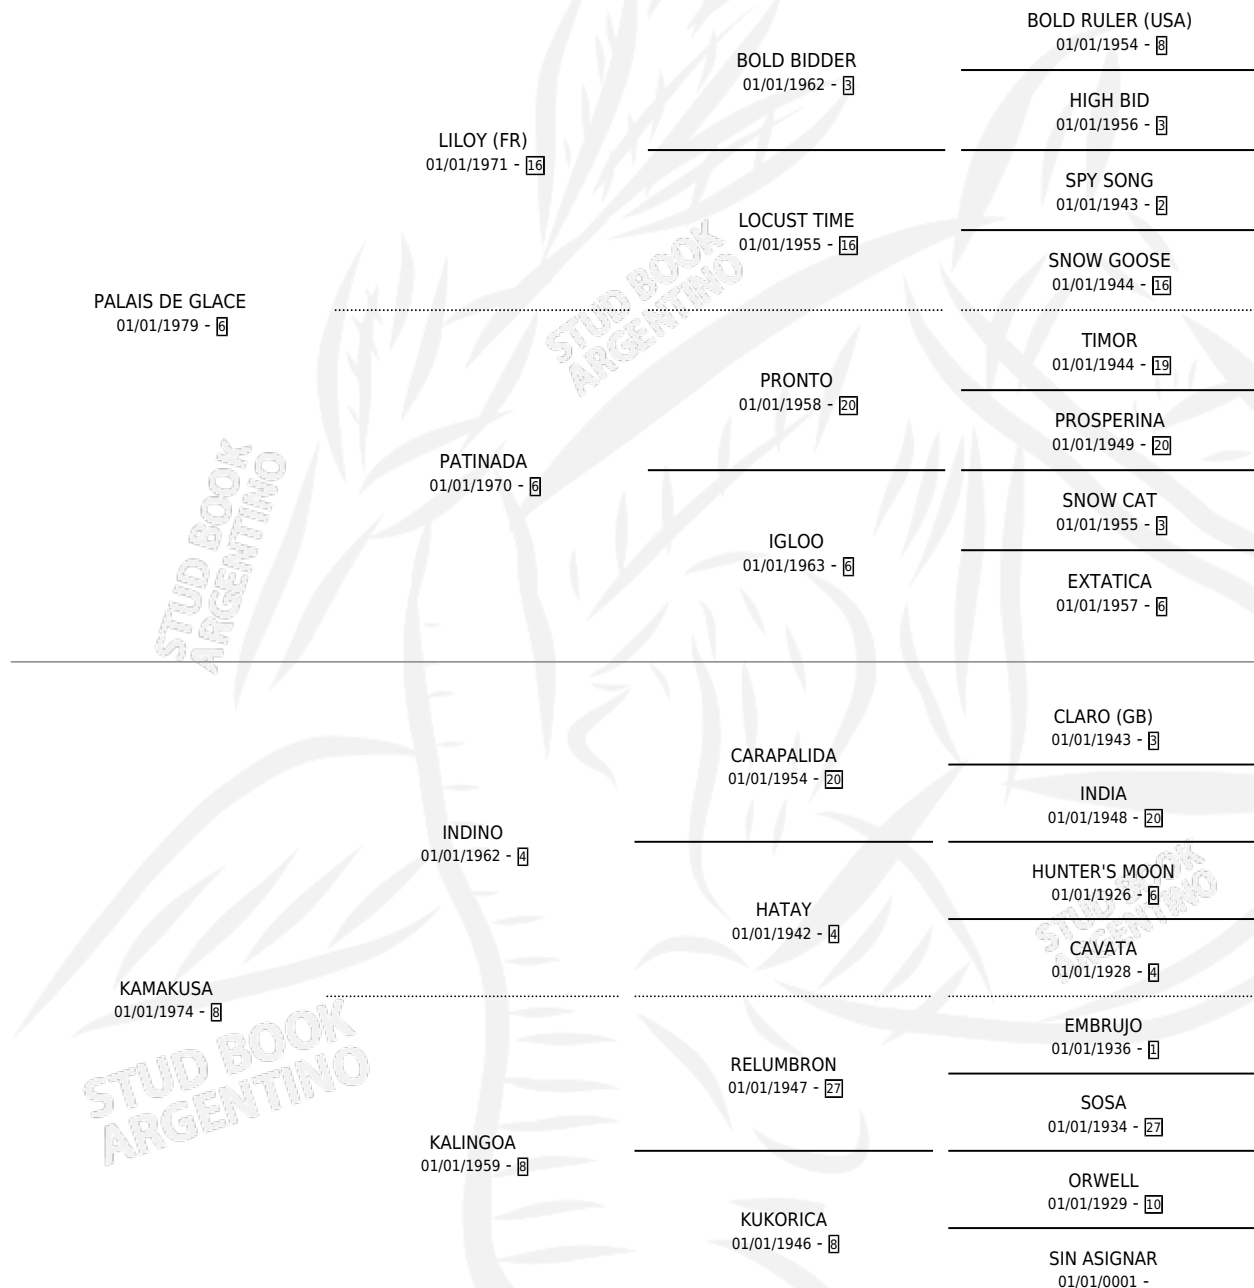 BOLD RULER (USA)
01/01/1954 - 8
BOLD BIDDER
01/01/1962 - 3
HIGH BID
01/01/1956 - 3
LILOY (FR)
01/01/1971 - 16
SPY SONG
01/01/1943 - 2
LOCUST TIME
01/01/1955 - 16
SNOW GOOSE
01/01/1944 - 16
PALAIS DE GLACE
01/01/1979 - 6
STUD BOOK
ARGENTINO
TIMOR
01/01/1944 - 19
PRONTO
01/01/1958 - 20
PROSPERINA
01/01/1949 - 20
PATINADA
01/01/1970 - 6
SNOW CAT
01/01/1955 - 3
IGLOO
01/01/1963 - 6
EXTATICA
01/01/1957 - 6
STUD BOOK
ARGENTINO
CLARO (GB)
01/01/1943 - 3
CARAPALIDA
01/01/1954 - 20
INDIA
01/01/1948 - 20
INDINO
01/01/1962 - 4
HUNTER'S MOON
01/01/1926 - 6
HATAY
01/01/1942 - 4
CAVATA
01/01/1928 - 4
STUD BOOK
ARGENTINO
KAMAKUSA
01/01/1974 - 8
STUD BOOK
ARGENTINO
EMBRUJO
01/01/1936 - 1
RELUMBRON
01/01/1947 - 27
SOSA
01/01/1934 - 27
KALINGOA
01/01/1959 - 8
ORWELL
01/01/1929 - 10
KUKORICA
01/01/1946 - 8
SIN ASIGNAR
01/01/0001 -